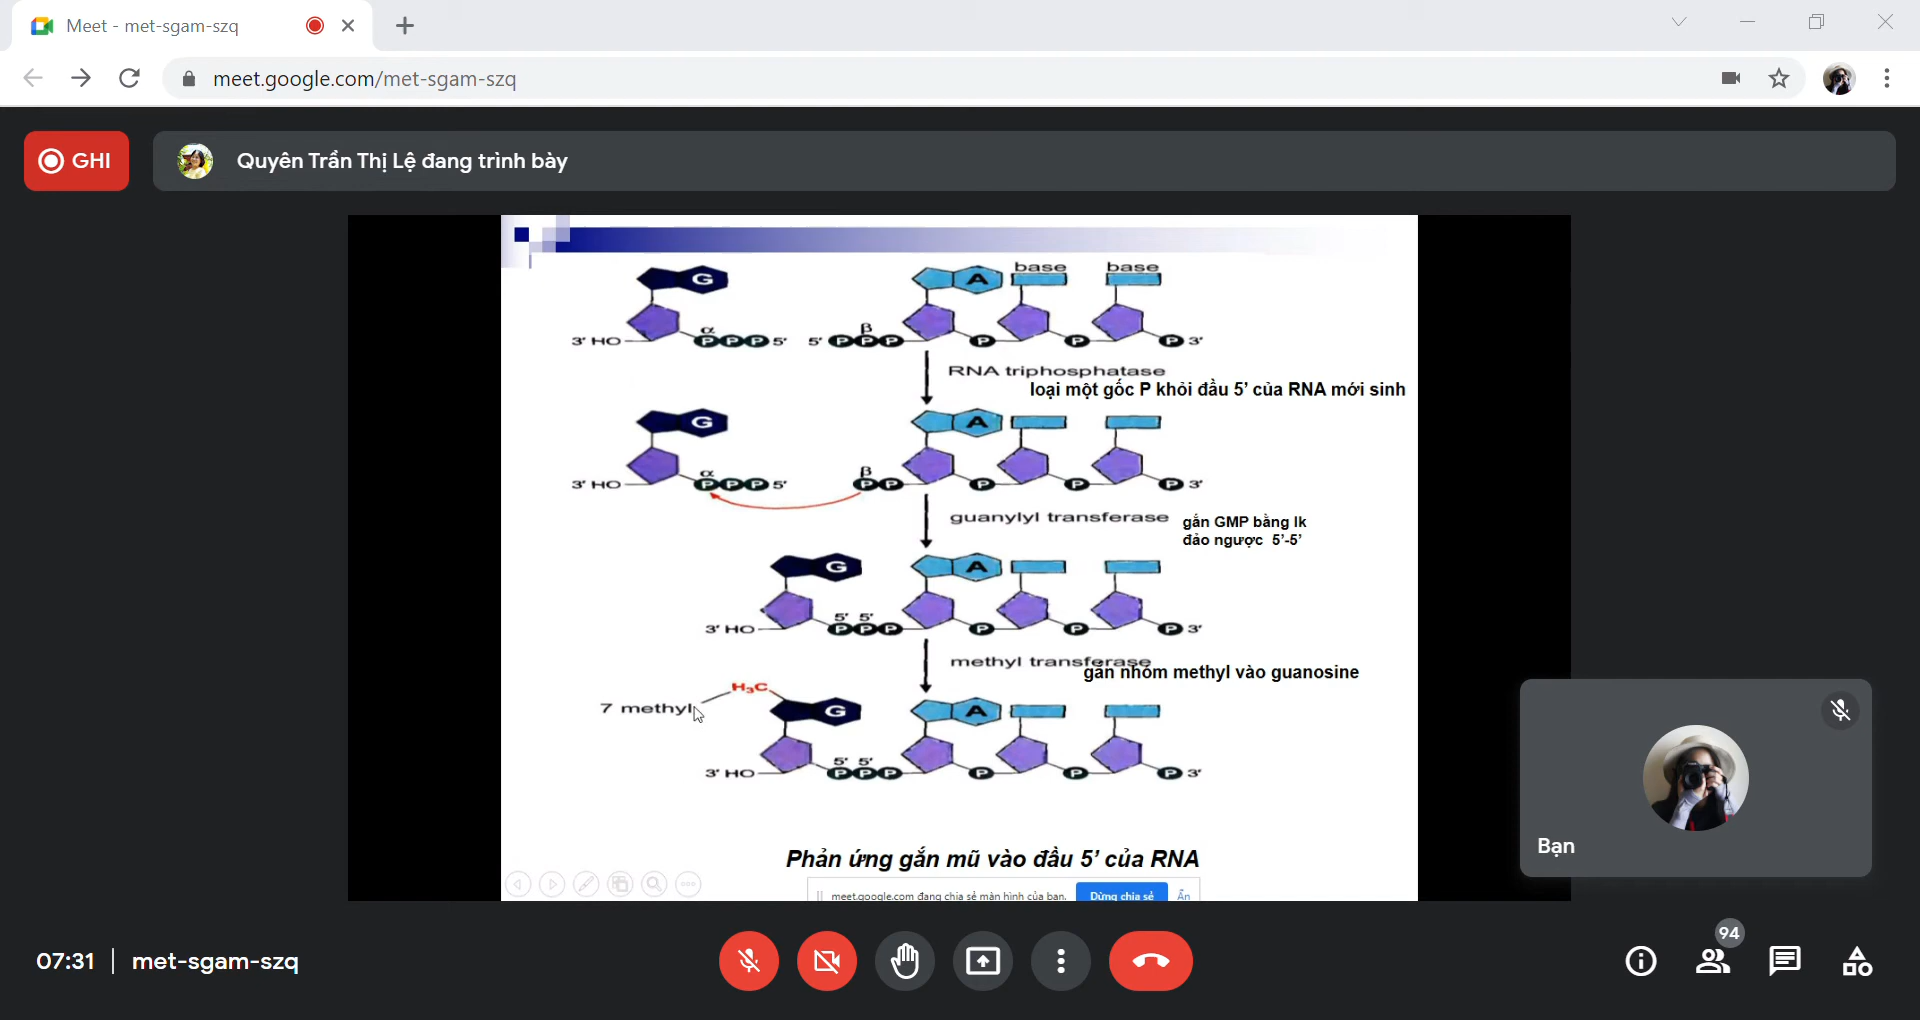 Meet - met-sgam-szq
meet.google.com/met-sgam-szq
GHI
Quyên Trần Thị Lệ đang trình bày
G A base base
3' HO α P P P 5' 5' β P P P P P P 3'
RNA triphosphatase
loại một gốc P khỏi đầu 5' của RNA mới sinh
G A
3' HO α P P P 5' β P P P P P 3'
guanylyl transferase
gắn GMP bằng lk
đảo ngược 5'-5'
G A
5' 5'
3' HO P P P P P P 3'
methyl transferase
gắn nhóm methyl vào guanosine
H₃C
7 methyl
G A
5' 5'
3' HO P P P P P P 3'
Phản ứng gắn mũ vào đầu 5' của RNA
meet.google.com đang chia sẻ màn hình của bạn. Dừng chia sẻ Ẩn
Bạn
07:31 met-sgam-szq
94